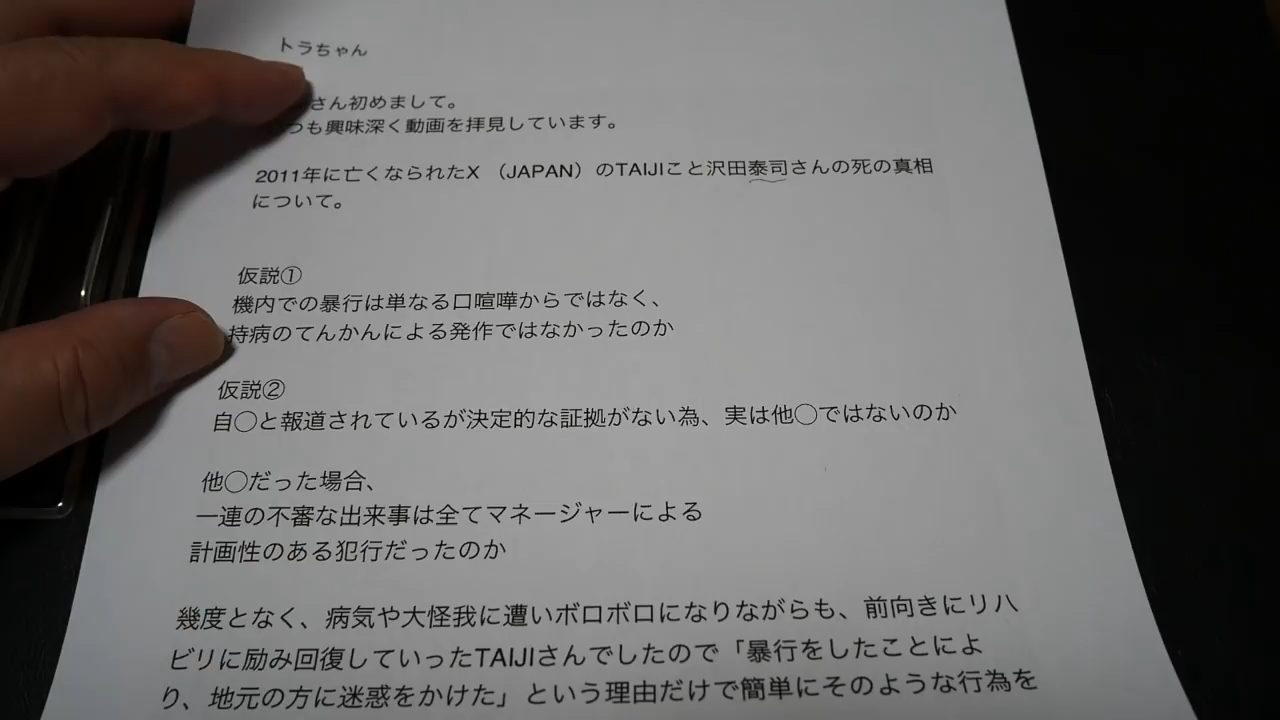 トラちゃん
さん初めまして。
つも興味深く動画を拝見しています。
2011年に亡くなられたX （JAPAN）のTAIJIこと沢田泰司さんの死の真相
について。
仮説①
機内での暴行は単なる口喧嘩からではなく、
持病のてんかんによる発作ではなかったのか
仮説②
自◯と報道されているが決定的な証拠がない為、実は他◯ではないのか
他◯だった場合、
一連の不審な出来事は全てマネージャーによる
計画性のある犯行だったのか
幾度となく、病気や大怪我に遭いボロボロになりながらも、前向きにリハ
ビリに励み回復していったTAIJIさんでしたので「暴行をしたことによ
り、地元の方に迷惑をかけた」という理由だけで簡単にそのような行為を